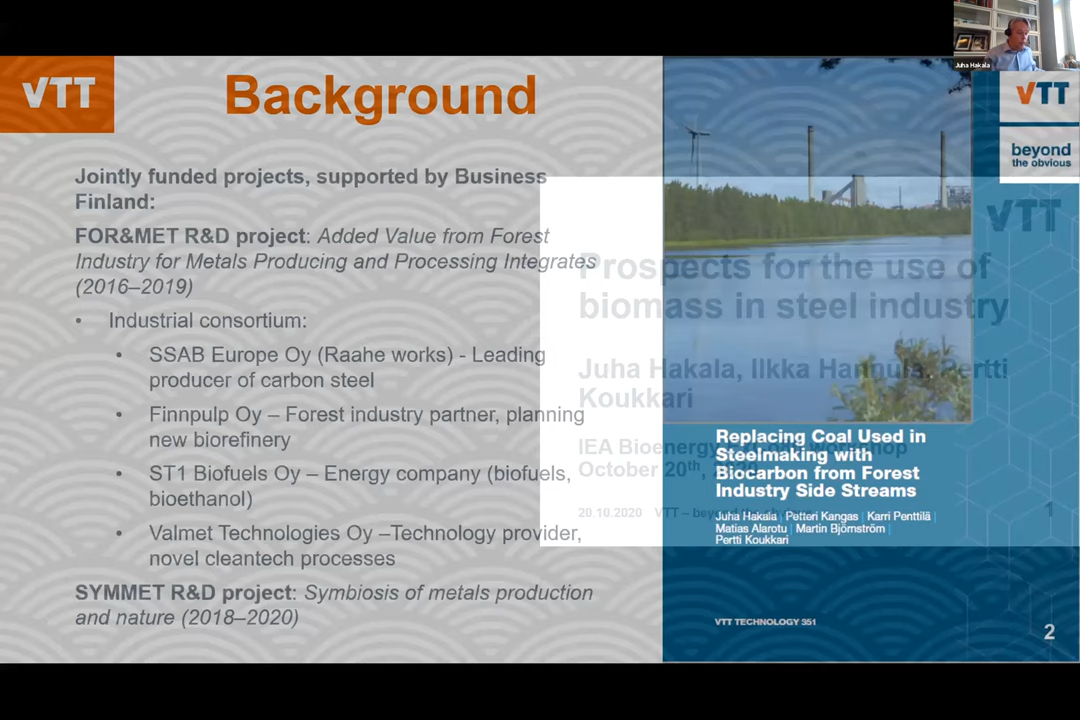 Juha Hakala
VTT
Background
VTT
beyond
the obvious
VTT
Jointly funded projects, supported by Business
Finland:
FOR&MET R&D project: Added Value from Forest
Industry for Metals Producing and Processing Integrates
(2016–2019)
• Industrial consortium:
• SSAB Europe Oy (Raahe works) - Leading
producer of carbon steel
• Finnpulp Oy – Forest industry partner, planning
new biorefinery
• ST1 Biofuels Oy – Energy company (biofuels,
bioethanol)
• Valmet Technologies Oy –Technology provider,
novel cleantech processes
SYMMET R&D project: Symbiosis of metals production
and nature (2018–2020)
Prospects for the use of
biomass in steel industry
Juha Hakala, Ilkka Hannula, Pertti
Koukkari
IEA Bioenergy workshop
October 20th, 2020
20.10.2020 VTT – beyond the obvious
1
Replacing Coal Used in
Steelmaking with
Biocarbon from Forest
Industry Side Streams
Juha Hakala | Petteri Kangas | Karri Penttilä |
Matias Alarotu | Martin Björnström |
Pertti Koukkari
VTT TECHNOLOGY 351
2